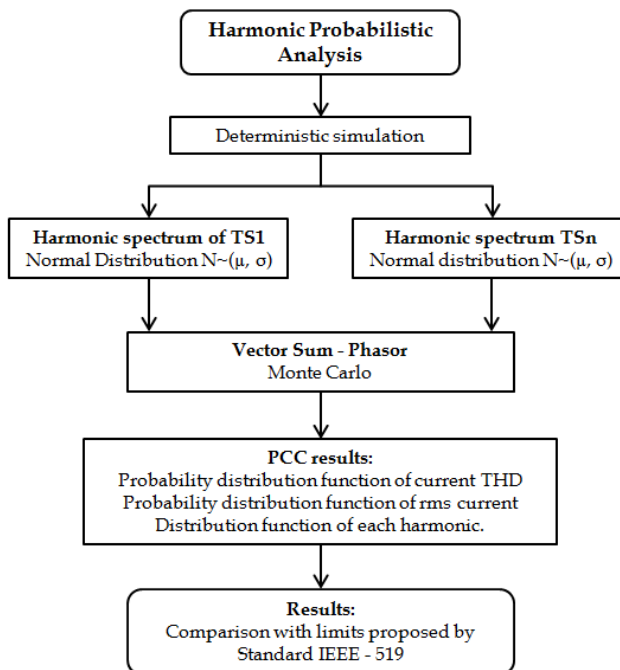 Harmonic Probabilistic
Analysis
Deterministic simulation
Harmonic spectrum of TS1
Normal Distribution N~(μ, σ)
Harmonic spectrum TSn
Normal distribution N~(μ, σ)
Vector Sum - Phasor
Monte Carlo
PCC results:
Probability distribution function of current THD
Probability distribution function of rms current
Distribution function of each harmonic.
Results:
Comparison with limits proposed by
Standard IEEE - 519